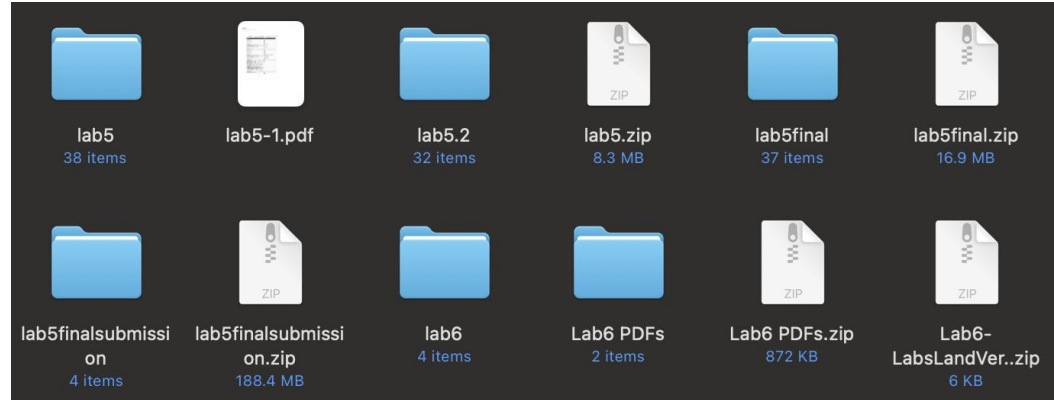 ZIP
ZIP
lab5
lab5-1.pdf
lab5.2
lab5.zip
lab5final
lab5final.zip
38 items
32 items
8.3 MB
37 items
16.9 MB
ZIP
ZIP
ZIP
lab5finalsubmissi
on
lab5finalsubmissi
on.zip
lab6
Lab6 PDFs
Lab6 PDFs.zip
Lab6-
LabsLandVer..zip
4 items
188.4 MB
4 items
2 items
872 KB
6 KB